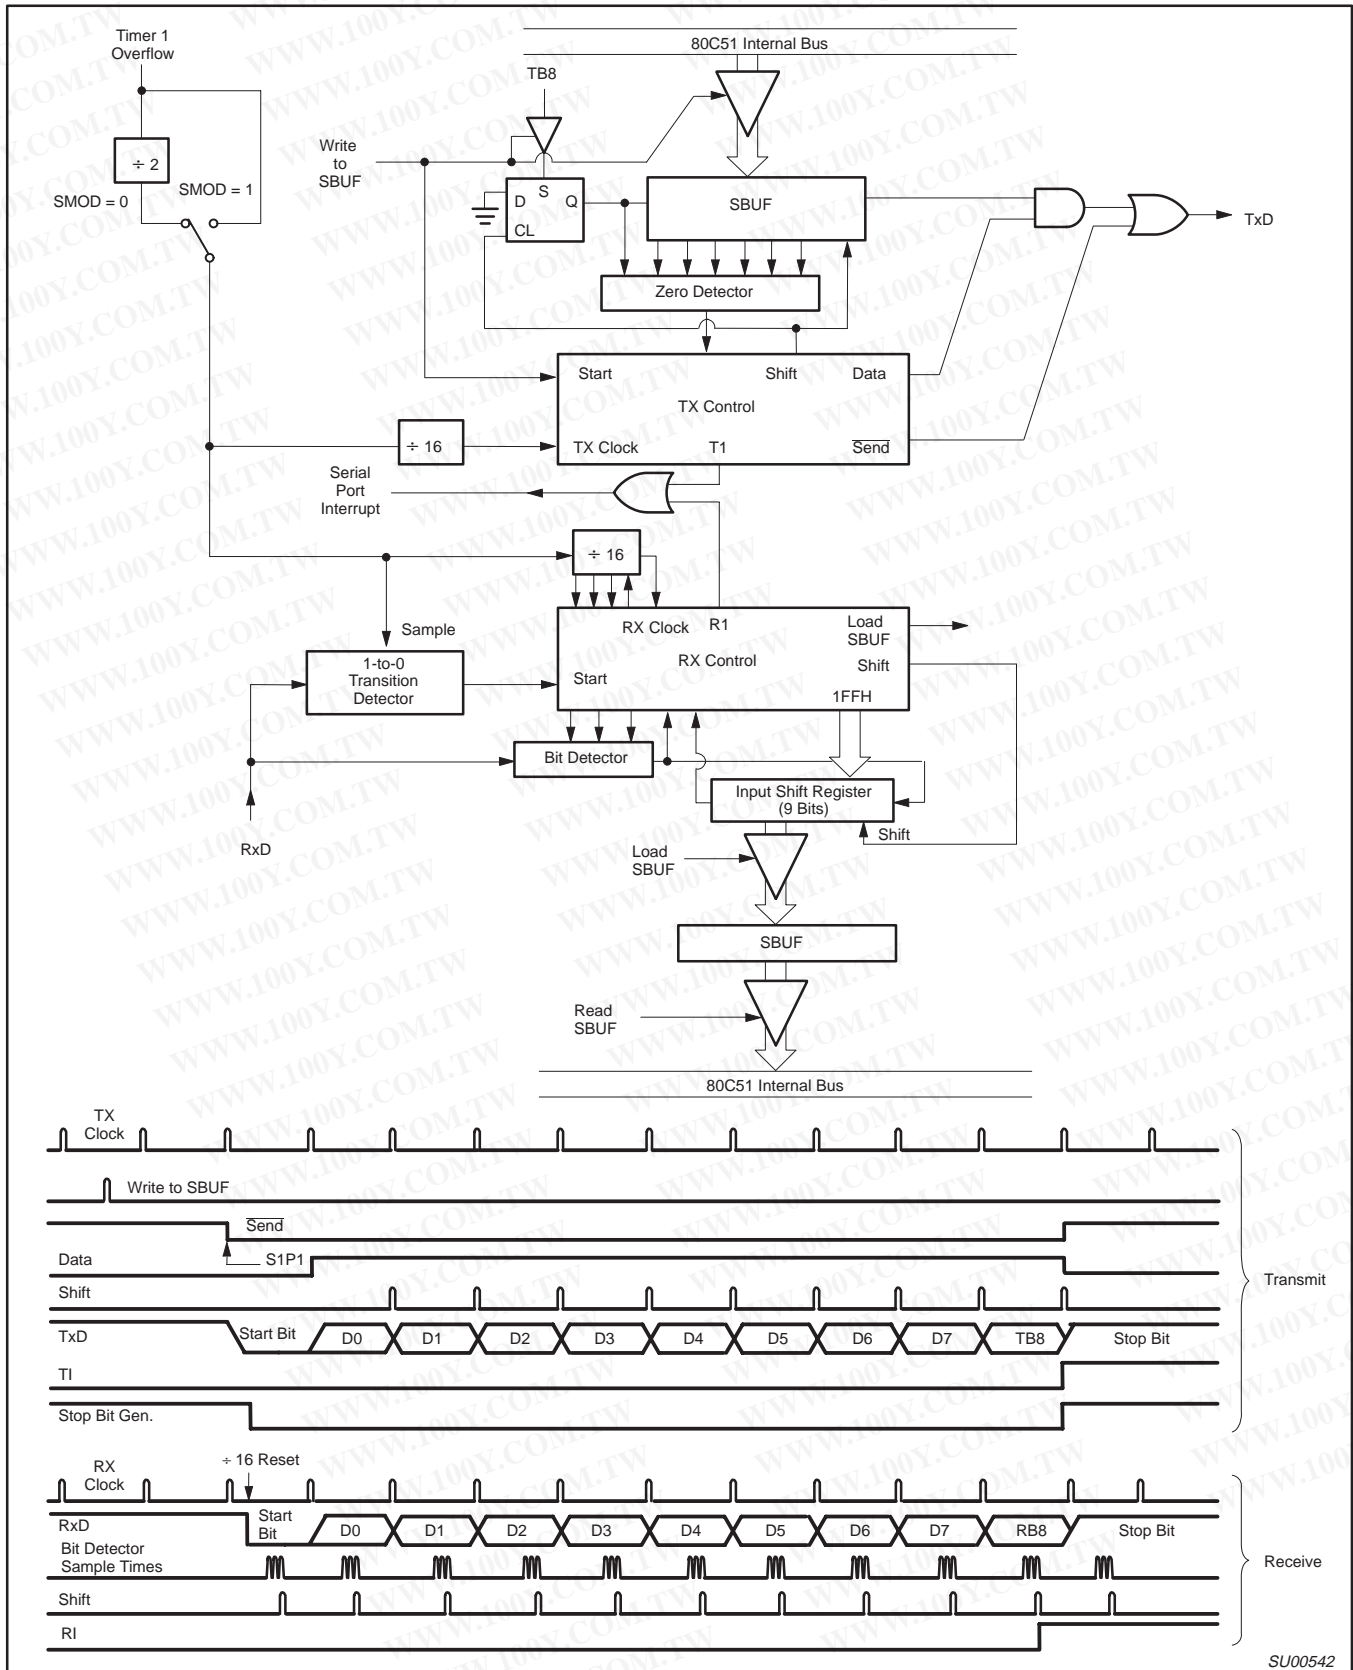 Timer 1
Overflow
80C51 Internal Bus
TB8
÷ 2
Write
to
SBUF
SMOD = 1
SMOD = 0
S
D
Q
CL
SBUF
TxD
Zero Detector
Start
Shift
Data
TX Control
÷ 16
TX Clock
T1
Send
Serial
Port
Interrupt
÷ 16
Sample
RX Clock
R1
Load
SBUF
RX Control
Shift
1-to-0
Transition
Detector
Start
1FFH
Bit Detector
Input Shift Register
(9 Bits)
Shift
RxD
Load
SBUF
SBUF
Read
SBUF
80C51 Internal Bus
TX
Clock
Write to SBUF
Send
Data
S1P1
Transmit
Shift
TxD
Start Bit
D0
D1
D2
D3
D4
D5
D6
D7
TB8
Stop Bit
TI
Stop Bit Gen.
RX
Clock
÷ 16 Reset
RxD
Start
Bit
D0
D1
D2
D3
D4
D5
D6
D7
RB8
Stop Bit
Bit Detector
Sample Times
Receive
Shift
RI
SU00542
WWW.100Y.COM.TW